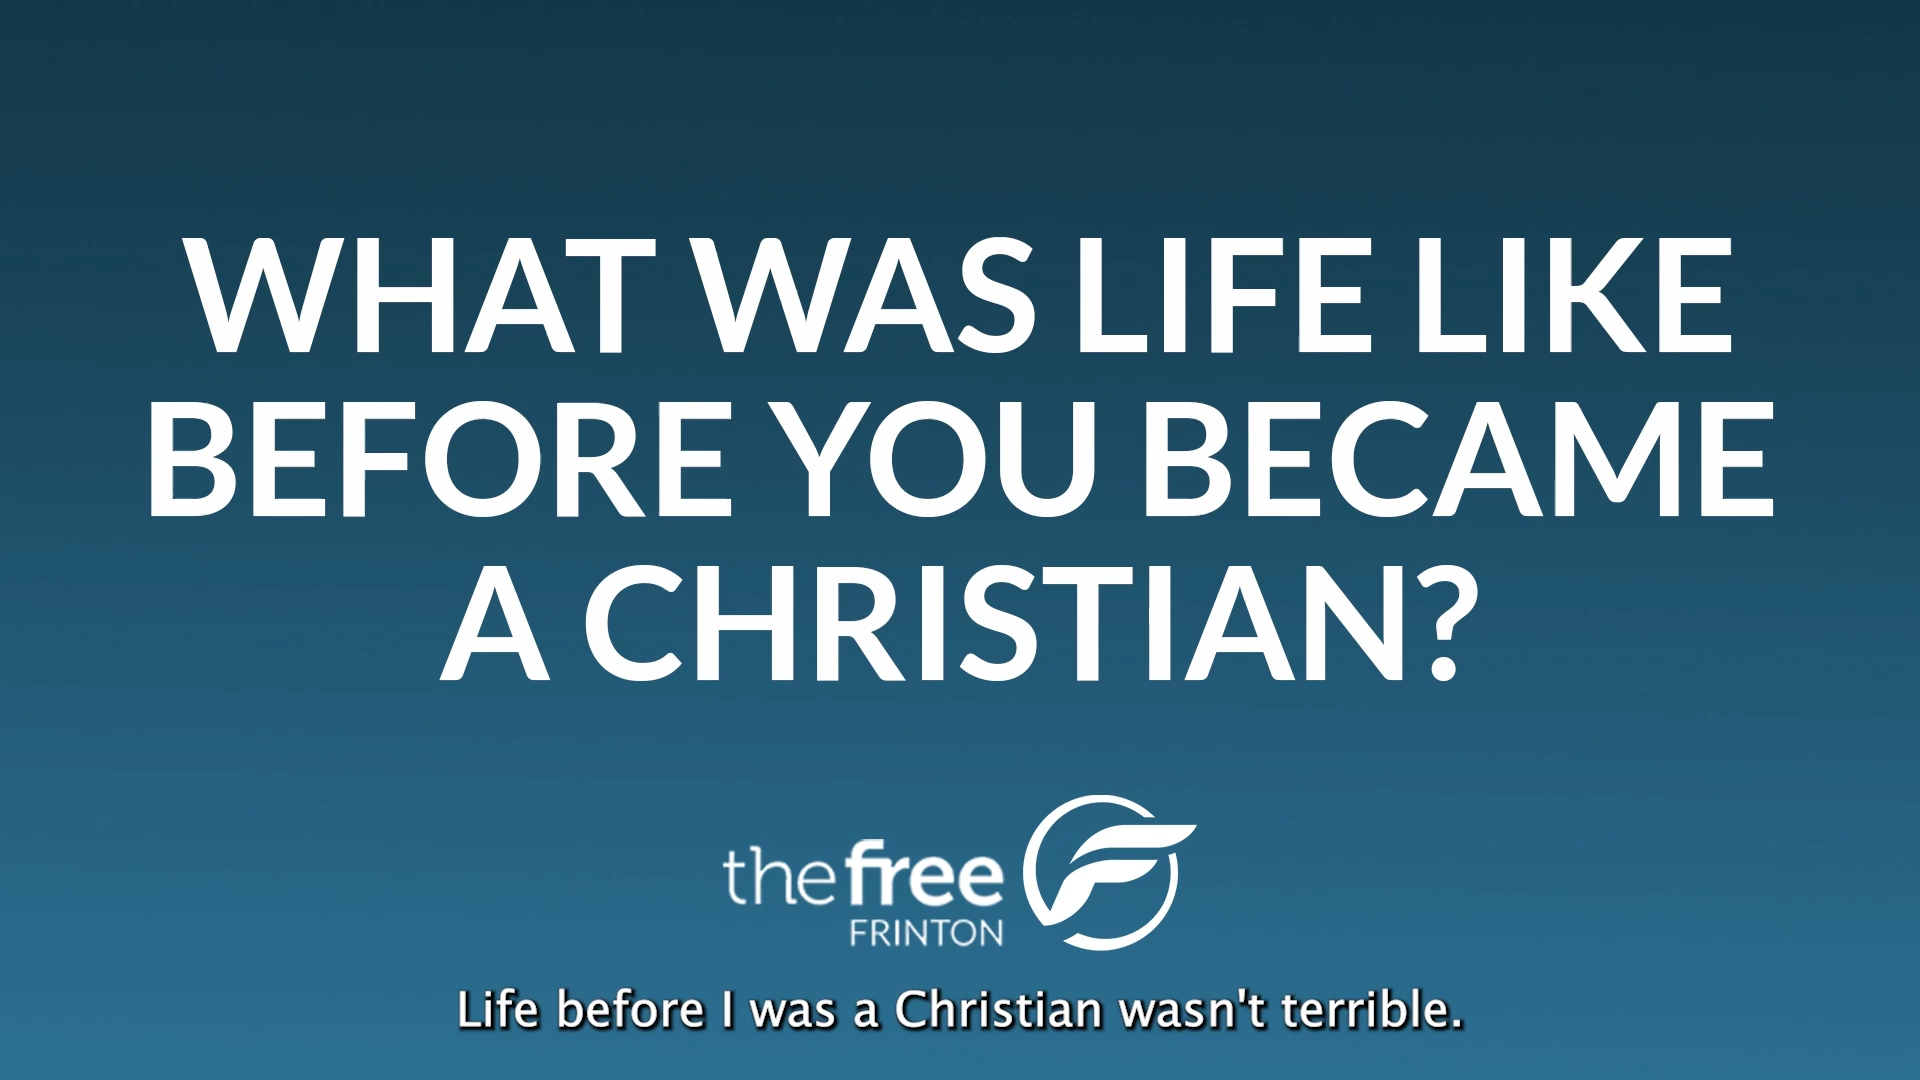 WHAT WAS LIFE LIKE
BEFORE YOU BECAME
A CHRISTIAN?
thefree
FRINTON
Life before I was a Christian wasn't terrible.